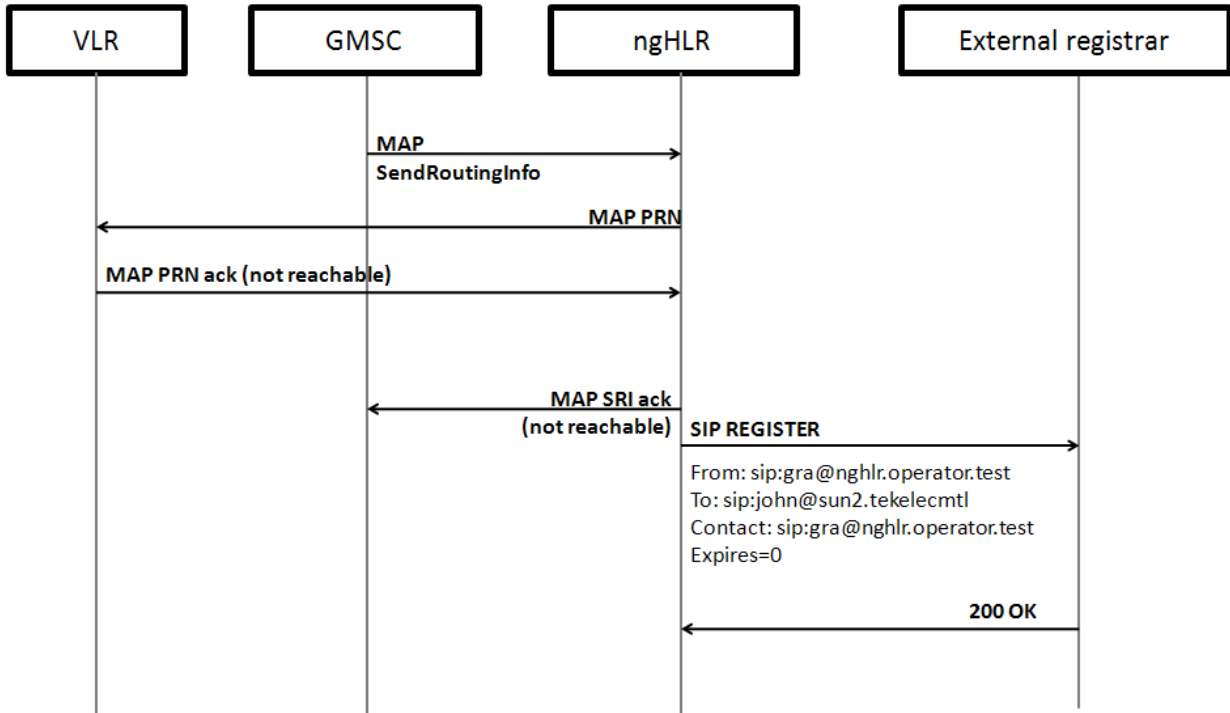 VLR
GMSC
ngHLR
External registrar
MAP
SendRoutingInfo
MAP PRN
MAP PRN ack (not reachable)
MAP SRI ack
(not reachable)
SIP REGISTER
From: sip:gra@nghlr.operator.test
To: sip:john@sun2.tekelecmtl
Contact: sip:gra@nghlr.operator.test
Expires=0
200 OK